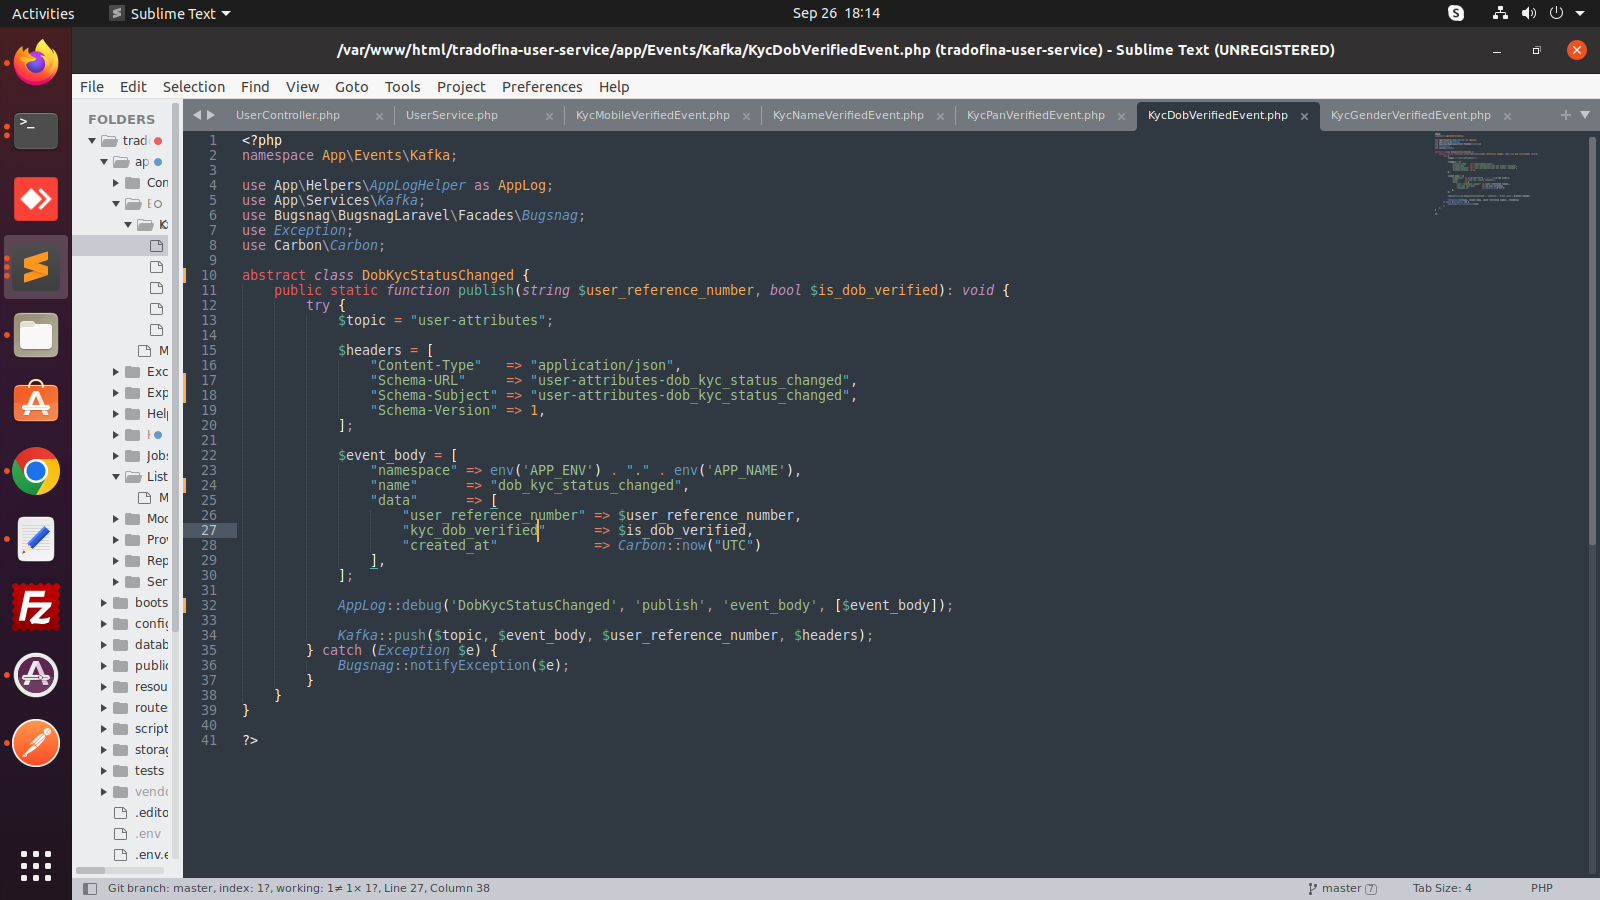 Activities
Sublime Text
Sep 26 18:14
/var/www/html/tradofina-user-service/app/Events/Kafka/KycDobVerifiedEvent.php (tradofina-user-service) - Sublime Text (UNREGISTERED)
File Edit Selection Find View Goto Tools Project Preferences Help
FOLDERS
UserController.php
UserService.php
KycMobileVerifiedEvent.php
KycNameVerifiedEvent.php
KycPanVerifiedEvent.php
KycDobVerifiedEvent.php
KycGenderVerifiedEvent.php
trad
ap
Con
E
K
M
Exc
Exp
Help
H
Jobs
List
M
Mod
Prov
Rep
Ser
boots
config
datab
public
resou
route
script
storag
tests
vendo
.edito
.env
.env.e
1 <?php
2 namespace App\Events\Kafka;
3
4 use App\Helpers\AppLogHelper as AppLog;
5 use App\Services\Kafka;
6 use Bugsnag\BugsnagLaravel\Facades\Bugsnag;
7 use Exception;
8 use Carbon\Carbon;
9
10 abstract class DobKycStatusChanged {
11 public static function publish(string $user_reference_number, bool $is_dob_verified): void {
12 try {
13 $topic = "user-attributes";
14
15 $headers = [
16 "Content-Type" => "application/json",
17 "Schema-URL" => "user-attributes-dob_kyc_status_changed",
18 "Schema-Subject" => "user-attributes-dob_kyc_status_changed",
19 "Schema-Version" => 1,
20 ];
21
22 $event_body = [
23 "namespace" => env('APP_ENV') . "." . env('APP_NAME'),
24 "name" => "dob_kyc_status_changed",
25 "data" => [
26 "user_reference_number" => $user_reference_number,
27 "kyc_dob_verified" => $is_dob_verified,
28 "created_at" => Carbon::now("UTC")
29 ],
30 ];
31
32 AppLog::debug('DobKycStatusChanged', 'publish', 'event_body', [$event_body]);
33
34 Kafka::push($topic, $event_body, $user_reference_number, $headers);
35 } catch (Exception $e) {
36 Bugsnag::notifyException($e);
37 }
38 }
39 }
40
41 ?>
Git branch: master, index: 1?, working: 1≠ 1× 1?, Line 27, Column 38
master 7
Tab Size: 4
PHP